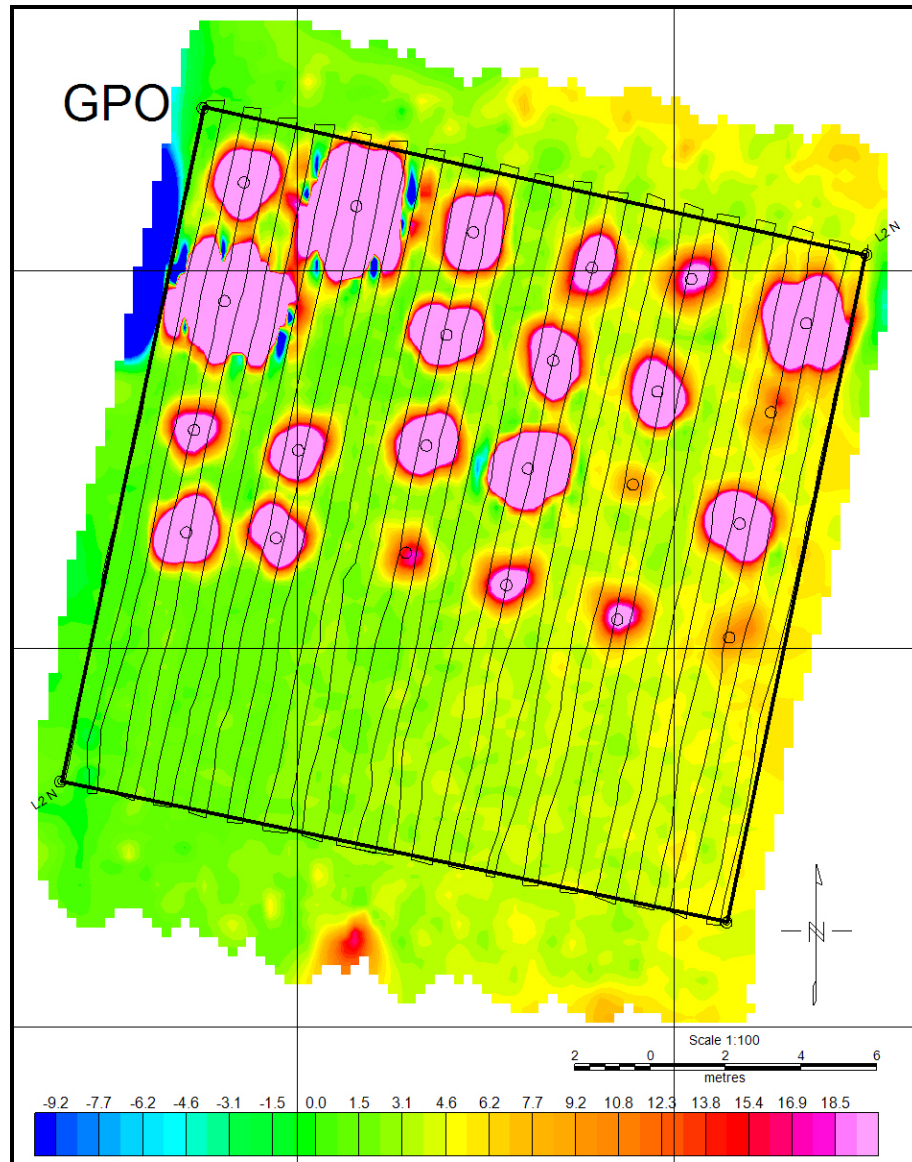 GPO
L2 N
L2 N
N
Scale 1:100
2 0 2 4 6
metres
-9.2 -7.7 -6.2 -4.6 -3.1 -1.5 0.0 1.5 3.1 4.6 6.2 7.7 9.2 10.8 12.3 13.8 15.4 16.9 18.5